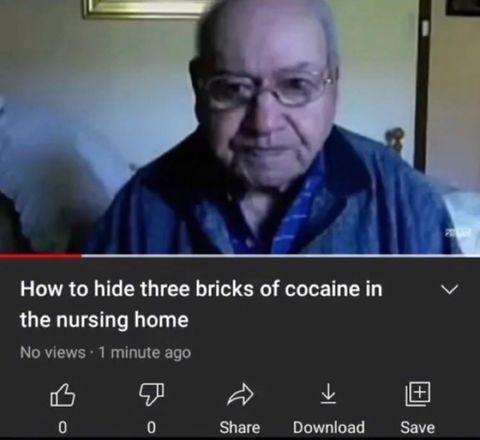 How to hide three bricks of cocaine in
the nursing home
No views · 1 minute ago
0 0 Share Download Save